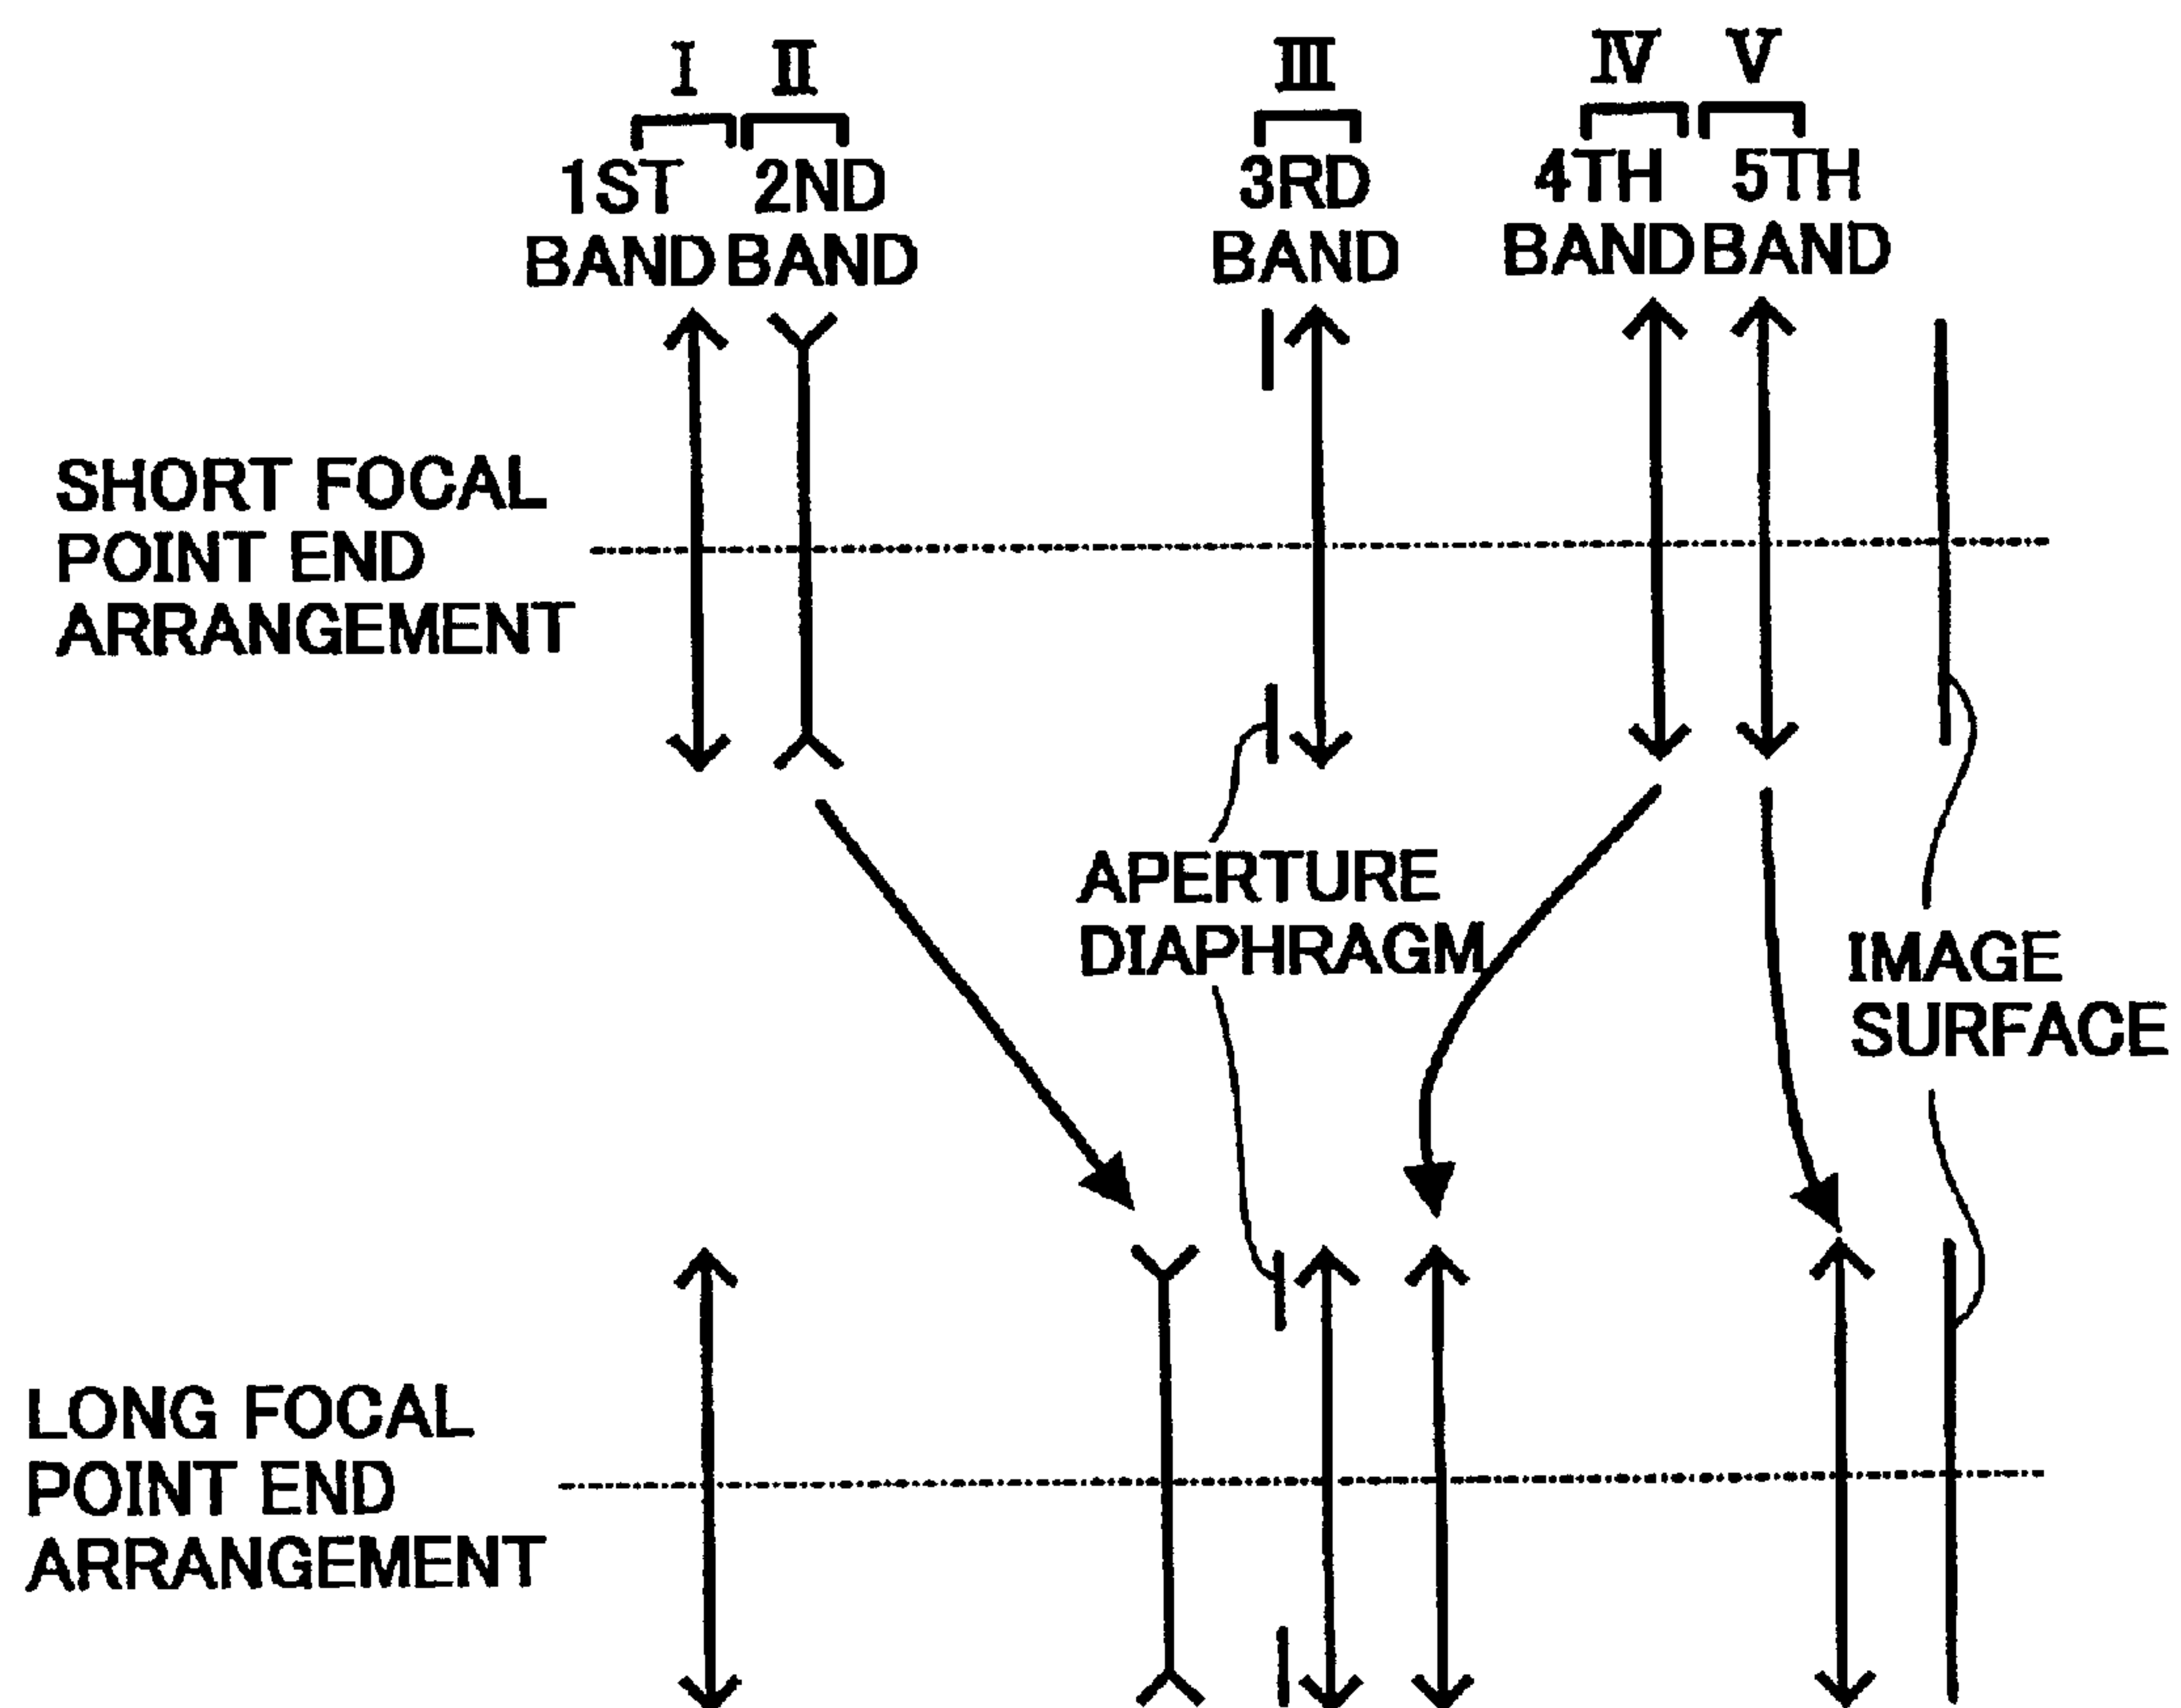 I II III IV V
1ST 2ND 3RD 4TH 5TH
BAND BAND BAND BAND BAND
SHORT FOCAL
POINT END
ARRANGEMENT
APERTURE
DIAPHRAGM
IMAGE
SURFACE
LONG FOCAL
POINT END
ARRANGEMENT